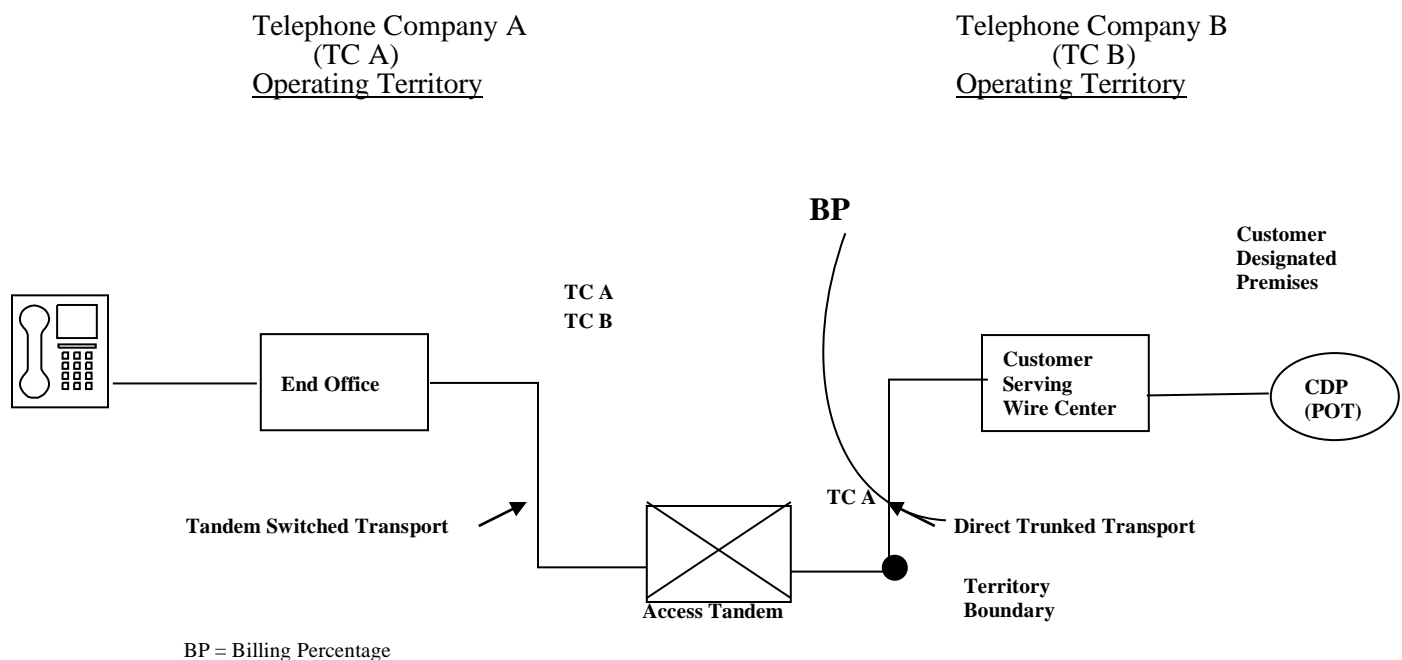 Telephone Company A
(TC A)
Operating Territory
Telephone Company B
(TC B)
Operating Territory
BP
Customer
Designated
Premises
TC A
TC B
End Office
Customer
Serving
Wire Center
CDP
(POT)
Tandem Switched Transport
TC A
Direct Trunked Transport
Access Tandem
Territory
Boundary
BP = Billing Percentage